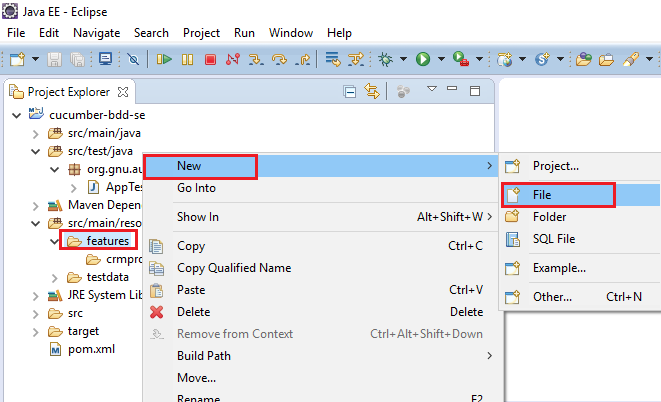 Java EE - Eclipse
File Edit Navigate Search Project Run Window Help
Project Explorer
cucumber-bdd-se
src/main/java
src/test/java
org.gnu.au
AppTes
Maven Depend
src/main/reso
features
crmpro
testdata
JRE System Lib
src
target
pom.xml
New
Go Into
Show In Alt+Shift+W
Copy Ctrl+C
Copy Qualified Name
Paste Ctrl+V
Delete Delete
Remove from Context Ctrl+Alt+Shift+Down
Build Path
Move...
Rename F2
Project...
File
Folder
SQL File
Example...
Other... Ctrl+N